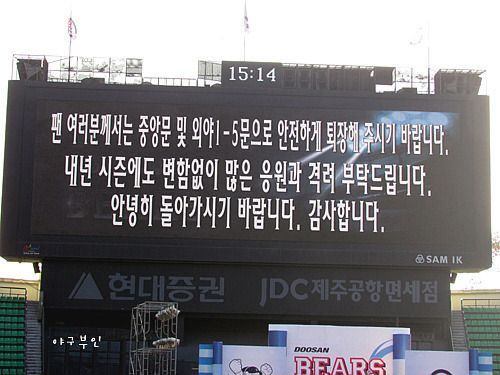 15:14
팬 여러분께서는 중앙문 및 외야1-5문으로 안전하게 퇴장해 주시기 바랍니다.
내년 시즌에도 변함없이 많은 응원과 격려 부탁드립니다.
안녕히 돌아가시기 바랍니다. 감사합니다.
SAM IK
현대증권 JDC제주공항면세점
야구부인
DOOSAN
BEARS